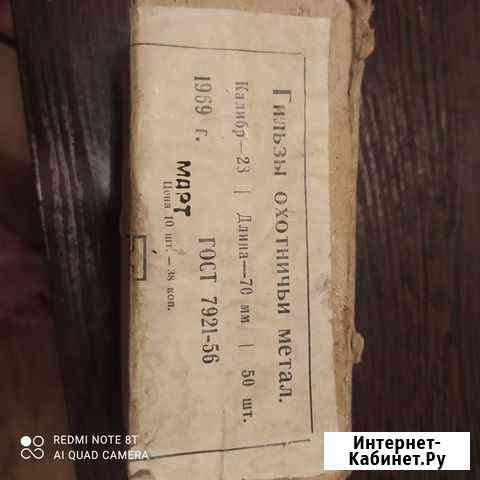 Гильзы охотничьи метал.
Калибр—23 | Длина—70 мм | 50 шт.
1969 г. ГОСТ 7921-56
МАРТ
Цена 10 шт.—38 коп.
REDMI NOTE 8T
AI QUAD CAMERA
Интернет-
Кабинет.Ру